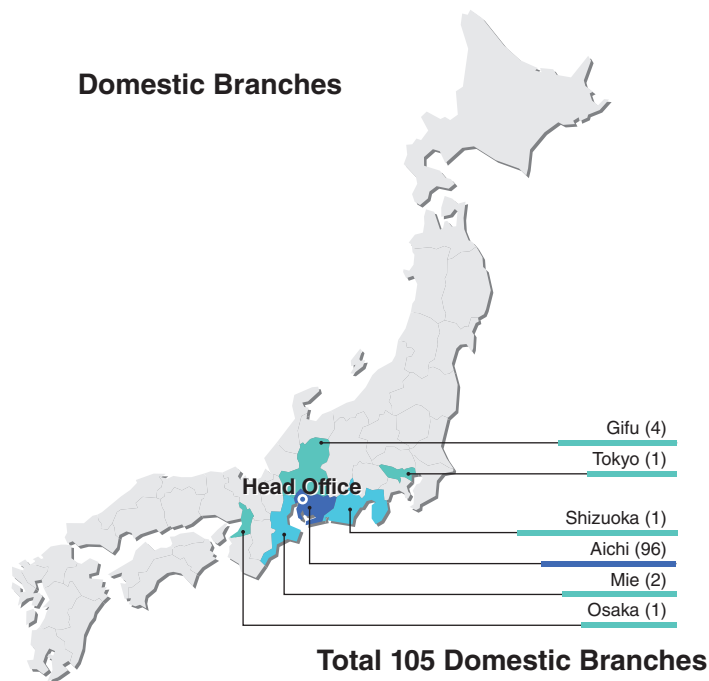 Domestic Branches
Gifu (4)
Tokyo (1)
Head Office
Shizuoka (1)
Aichi (96)
Mie (2)
Osaka (1)
Total 105 Domestic Branches